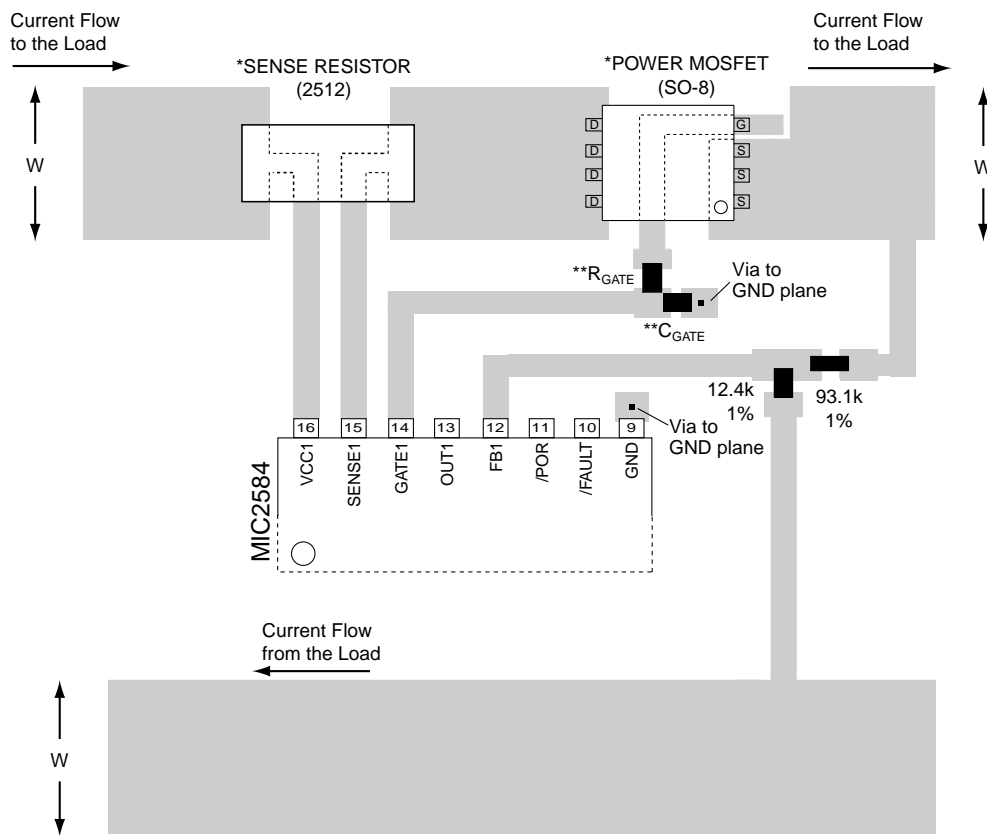 Current Flow
to the Load
Current Flow
to the Load
*SENSE RESISTOR
(2512)
*POWER MOSFET
(SO-8)
W
W
D
D
D
D
G
S
S
S
**RGATE
Via to
GND plane
**CGATE
12.4k
1%
93.1k
1%
Via to
GND plane
16
15
14
13
12
11
10
9
VCC1
SENSE1
GATE1
OUT1
FB1
/POR
/FAULT
GND
MIC2584
Current Flow
from the Load
W